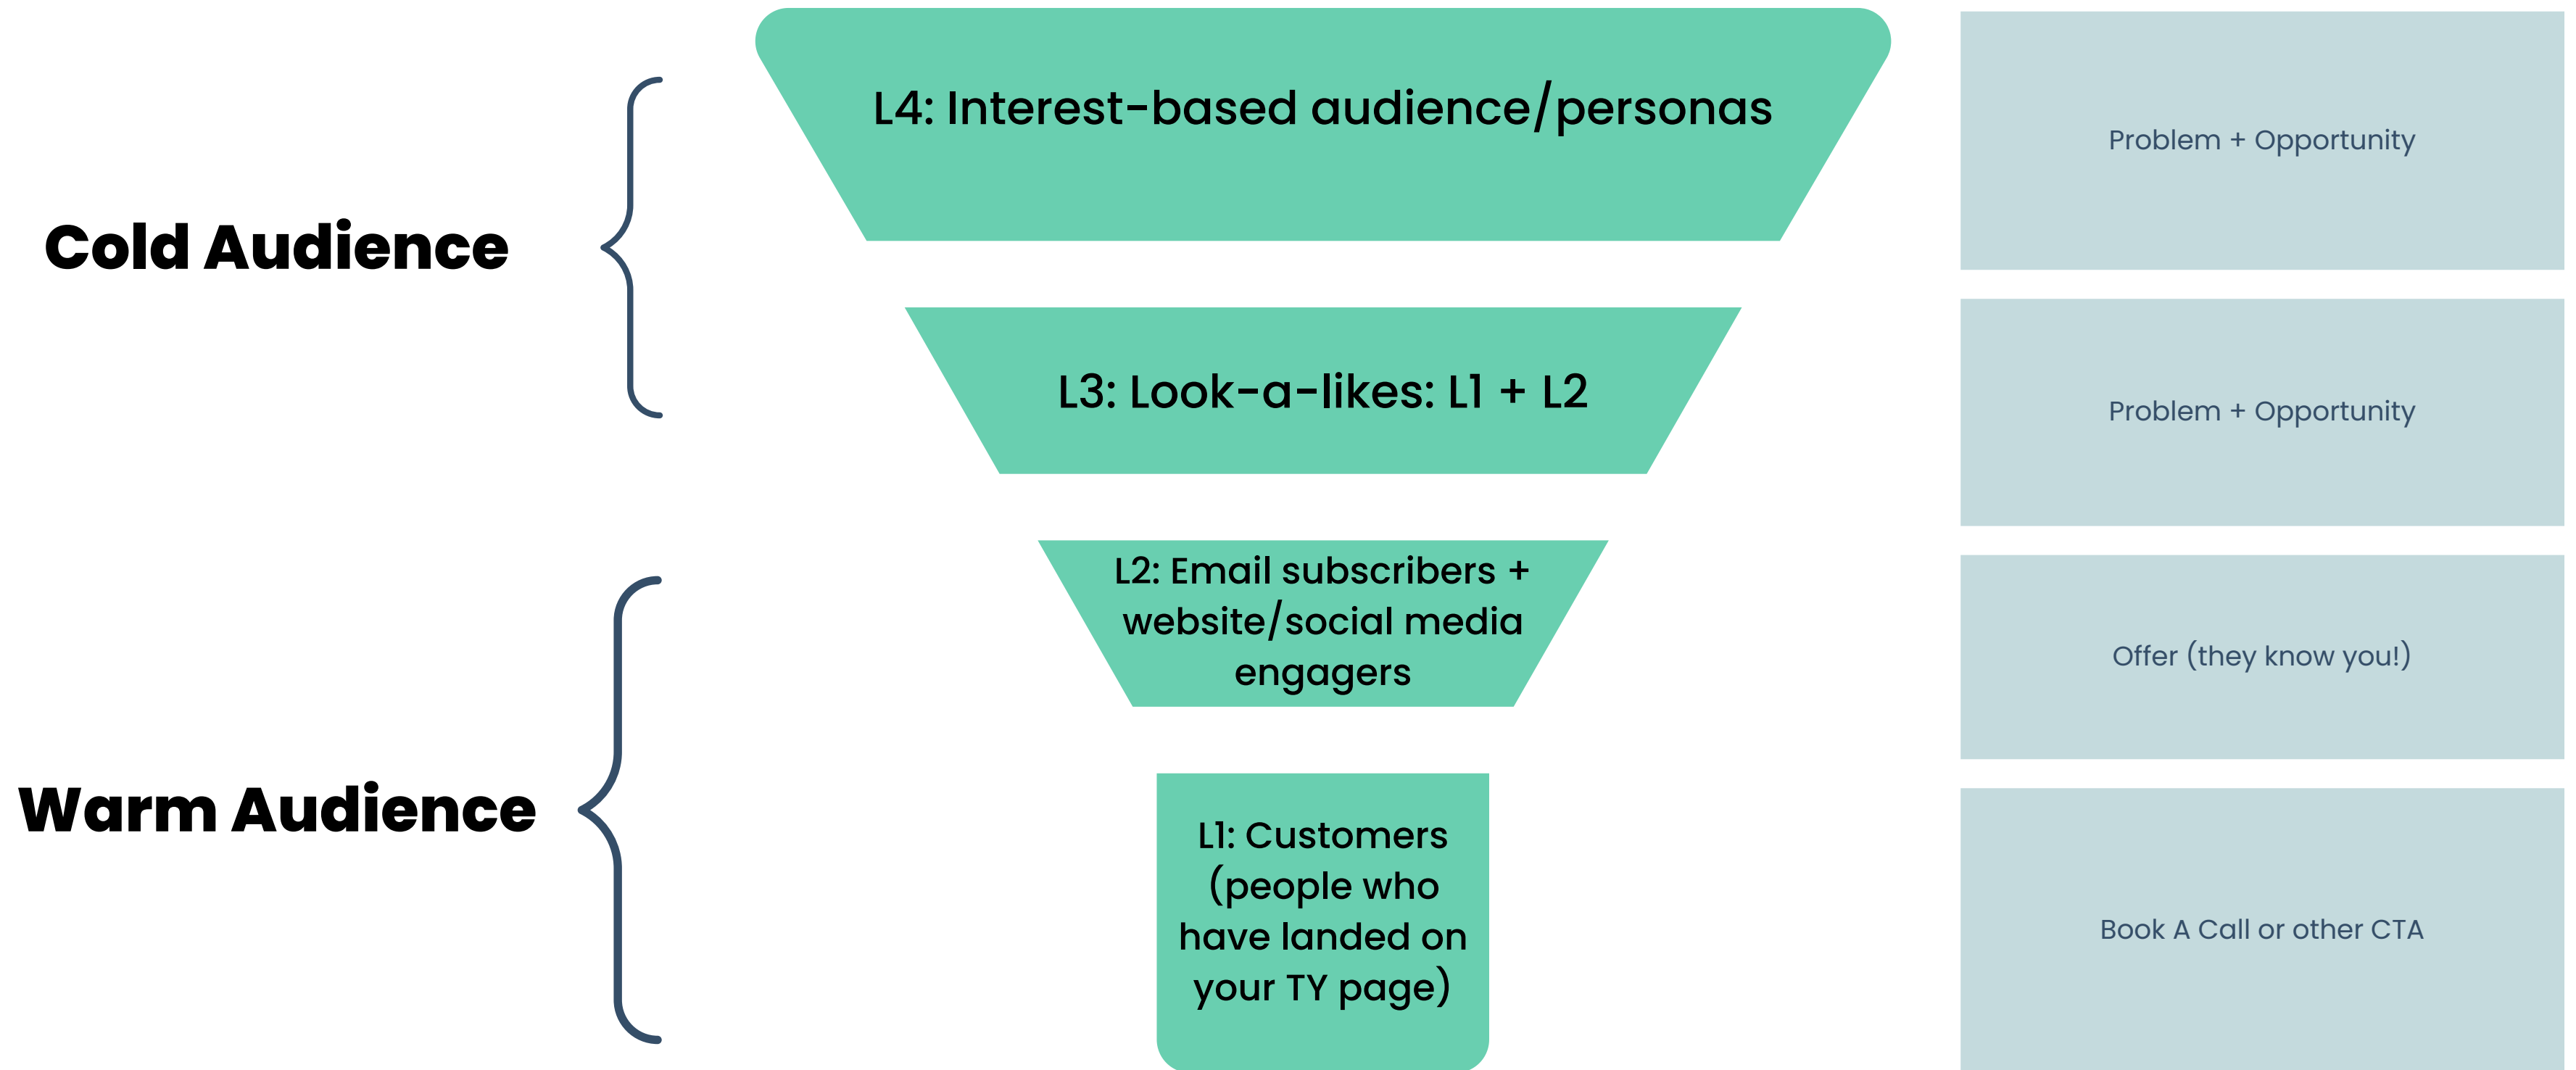 L4: Interest-based audience/personas
Problem + Opportunity
Cold Audience
L3: Look-a-likes: L1 + L2
Problem + Opportunity
L2: Email subscribers +
website/social media
engagers
Offer (they know you!)
Warm Audience
L1: Customers
(people who
have landed on
your TY page)
Book A Call or other CTA